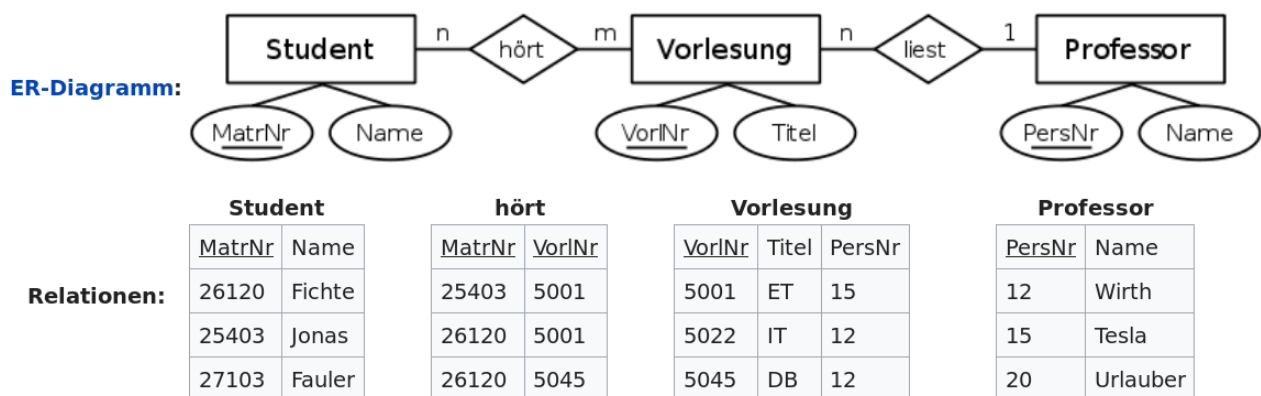 Student n hört m Vorlesung n liest 1 Professor
ER-Diagramm:
MatrNr Name VorlNr Titel PersNr Name
Student hört Vorlesung Professor
MatrNr Name MatrNr VorlNr VorlNr Titel PersNr PersNr Name
Relationen: 26120 Fichte 25403 5001 5001 ET 15 12 Wirth
25403 Jonas 26120 5001 5022 IT 12 15 Tesla
27103 Fauler 26120 5045 5045 DB 12 20 Urlauber